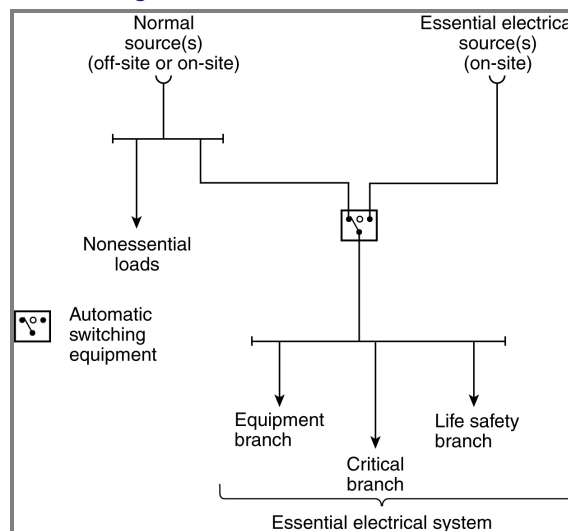 Normal
source(s)
(off-site or on-site)
Essential electrica
source(s)
(on-site)
Nonessential
loads
Automatic
switching
equipment
Equipment
branch
Critical
branch
Life safety
branch
Essential electrical system